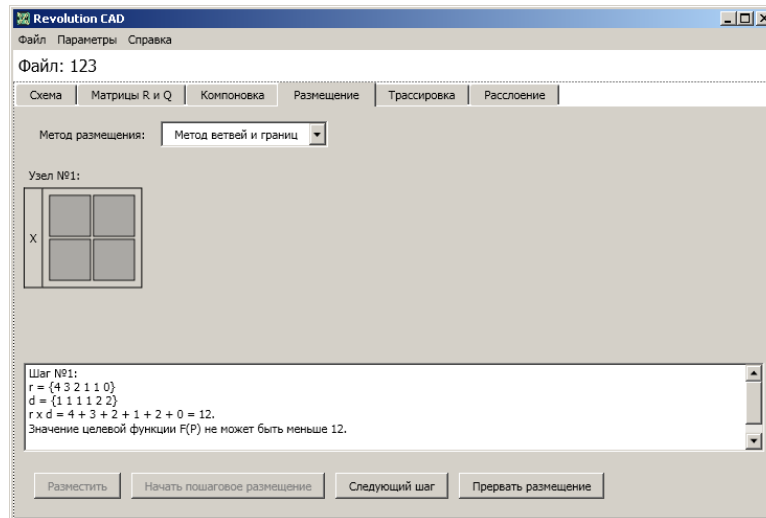 Revolution CAD
Файл Параметры Справка
Файл: 123
Схема Матрицы R и Q Компоновка Размещение Трассировка Расслоение
Метод размещения: Метод ветвей и границ
Узел №1:
X
Шаг №1:
r = {4 3 2 1 1 0}
d = {1 1 1 1 2 2}
r x d = 4 + 3 + 2 + 1 + 2 + 0 = 12.
Значение целевой функции F(P) не может быть меньше 12.
Разместить Начать пошаговое размещение Следующий шаг Прервать размещение